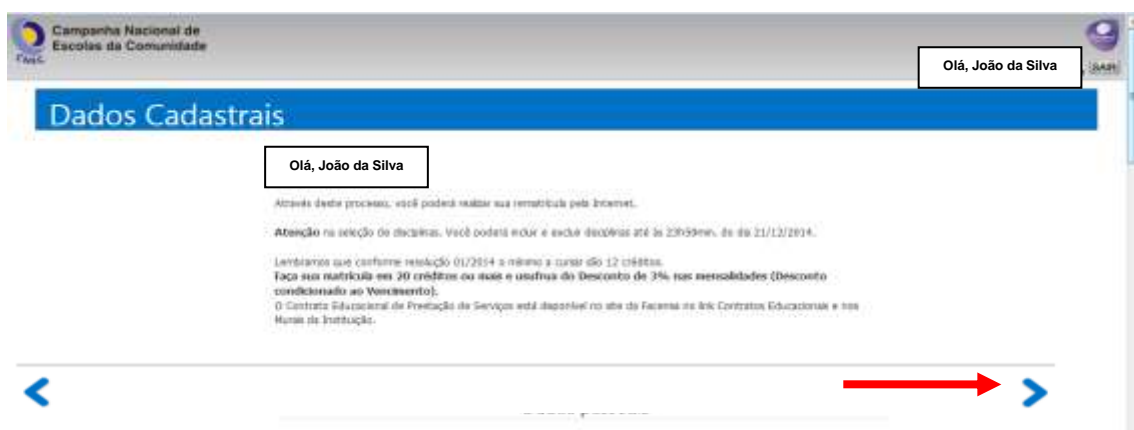 Campanha Nacional de
Escolas da Comunidade
CNEC
Olá, João da Silva
SAIR
Dados Cadastrais
Olá, João da Silva
Através deste processo, você poderá realizar sua rematrícula pela Internet.
Atenção na seleção de disciplinas. Você poderá incluir e excluir disciplinas até às 23h59min. do dia 21/12/2014.
Lembramos que conforme resolução 01/2014 o mínimo a cursar são 12 créditos.
Faça sua matrícula em 20 créditos ou mais e usufrua do Desconto de 3% nas mensalidades (Desconto
condicionado ao Vencimento).
O Contrato Educacional de Prestação de Serviços está disponível no site da Facensa no link Contratos Educacionais e nos
Murais da Instituição.